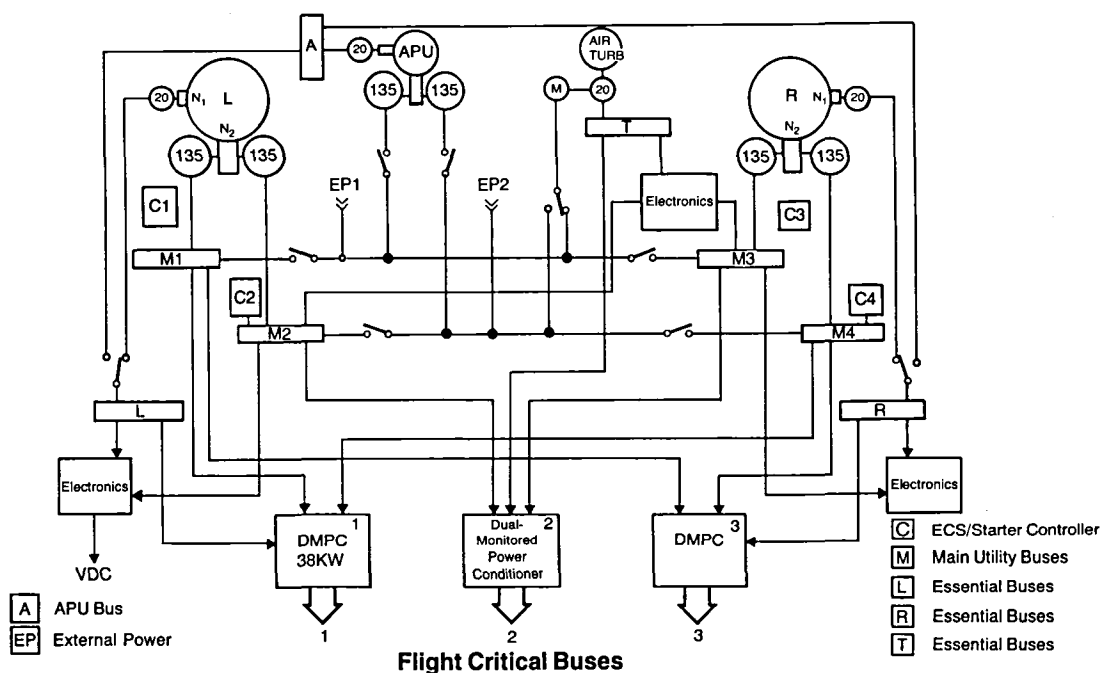 A
20
APU
AIR
TURB
135
135
M
20
T
20
N1
L
N2
135
135
R
N1
20
N2
135
135
C1
EP1
EP2
Electronics
C3
M1
M3
C2
C4
M2
M4
L
R
Electronics
Electronics
VDC
1
DMPC
38KW
2
Dual-
Monitored
Power
Conditioner
3
DMPC
1
2
3
A APU Bus
EP External Power
C ECS/Starter Controller
M Main Utility Buses
L Essential Buses
R Essential Buses
T Essential Buses
Flight Critical Buses